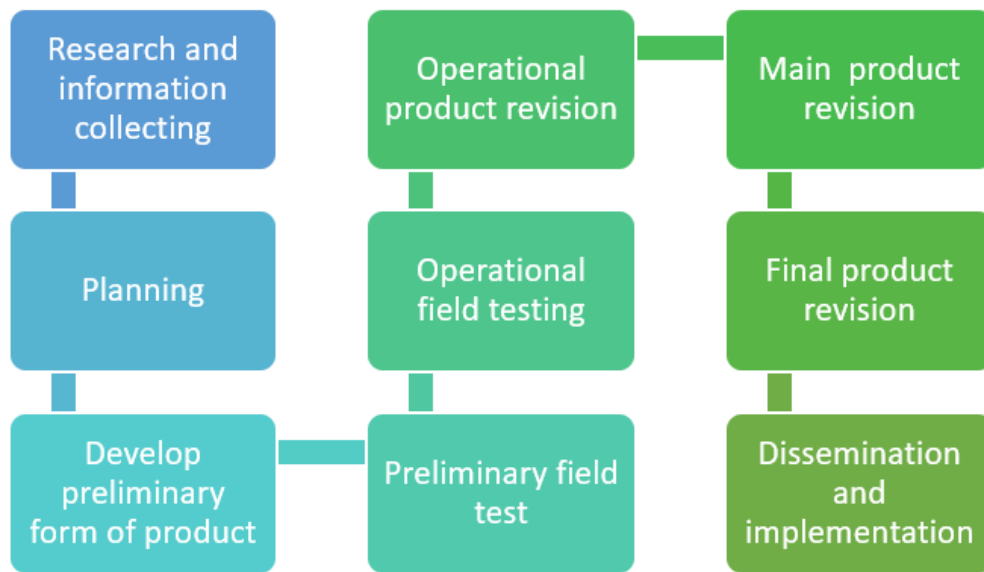 Research and
information
collecting
Planning
Develop
preliminary
form of product
Preliminary field
test
Operational
field testing
Operational
product revision
Main product
revision
Final product
revision
Dissemination
and
implementation